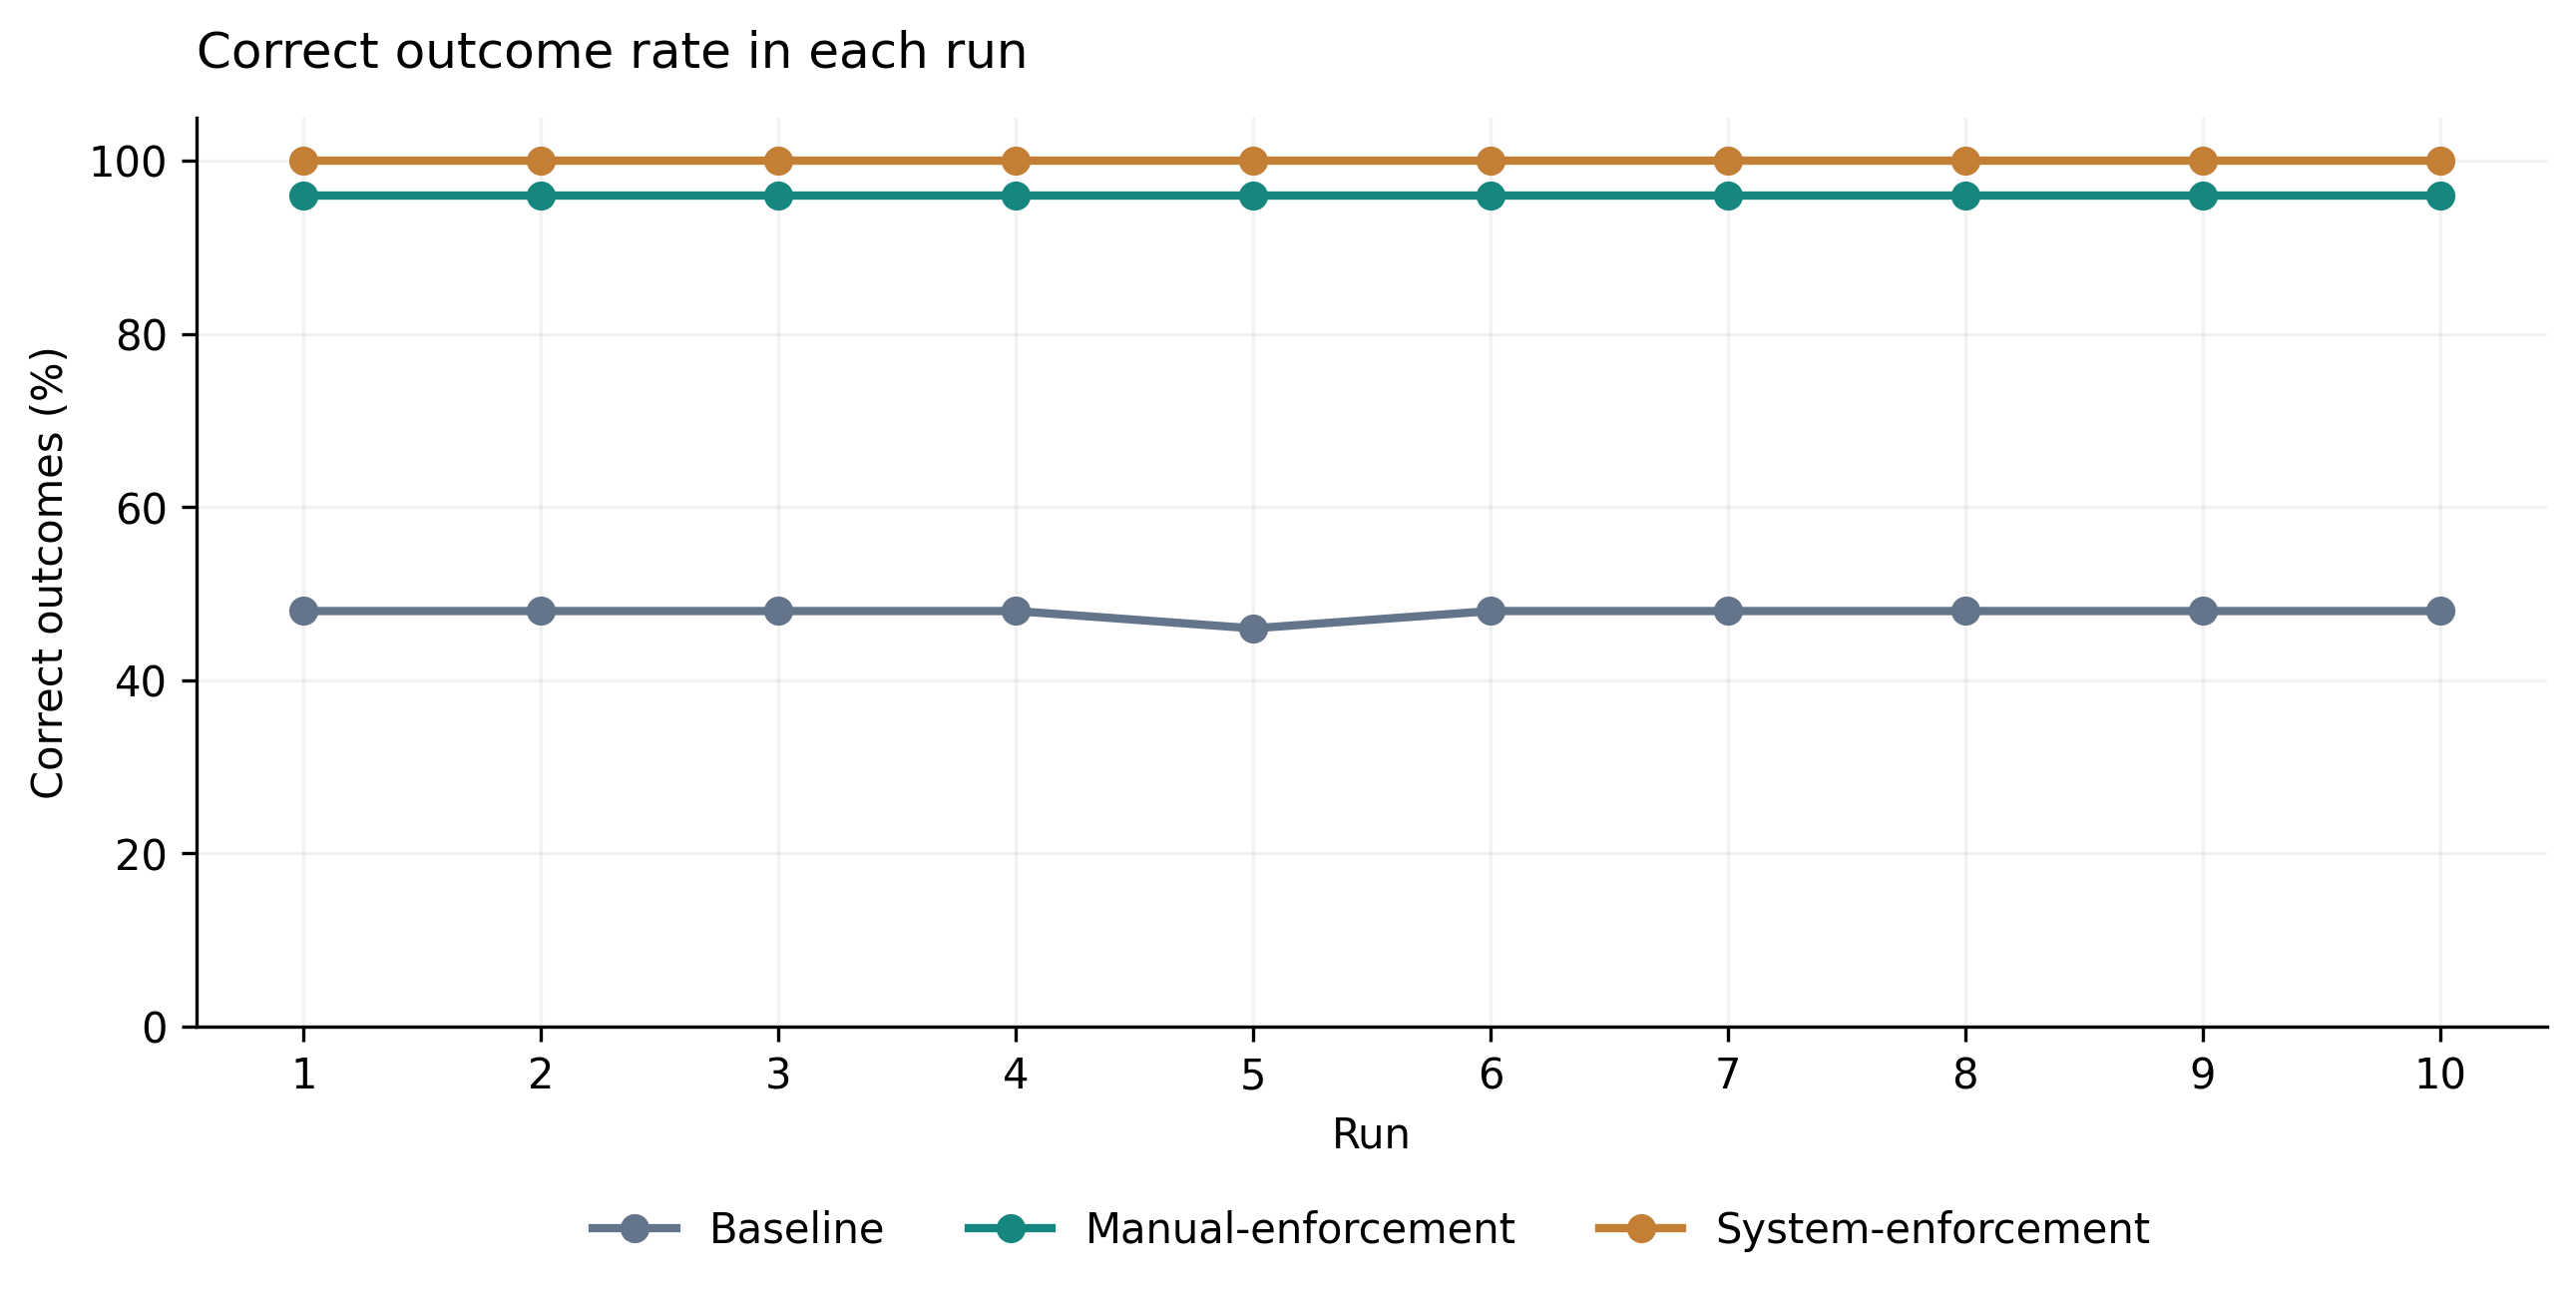 Correct outcome rate in each run
Correct outcomes (%)
100
80
60
40
20
0
1 2 3 4 5 6 7 8 9 10
Run
Baseline Manual-enforcement System-enforcement